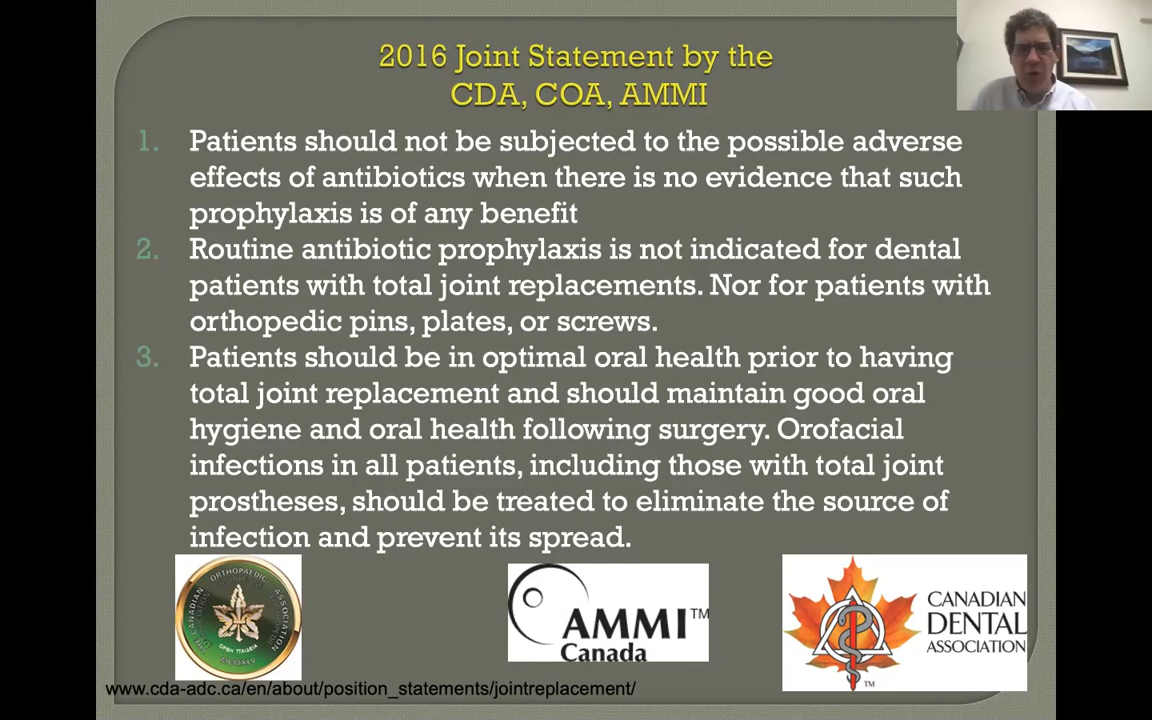 2016 Joint Statement by the
CDA, COA, AMMI
1. Patients should not be subjected to the possible adverse
effects of antibiotics when there is no evidence that such
prophylaxis is of any benefit
2. Routine antibiotic prophylaxis is not indicated for dental
patients with total joint replacements. Nor for patients with
orthopedic pins, plates, or screws.
3. Patients should be in optimal oral health prior to having
total joint replacement and should maintain good oral
hygiene and oral health following surgery. Orofacial
infections in all patients, including those with total joint
prostheses, should be treated to eliminate the source of
infection and prevent its spread.
THE CANADIAN ORTHOPAEDIC ASSOCIATION
AMMI™
Canada
CANADIAN
DENTAL
ASSOCIATION
TM
www.cda-adc.ca/en/about/position_statements/jointreplacement/